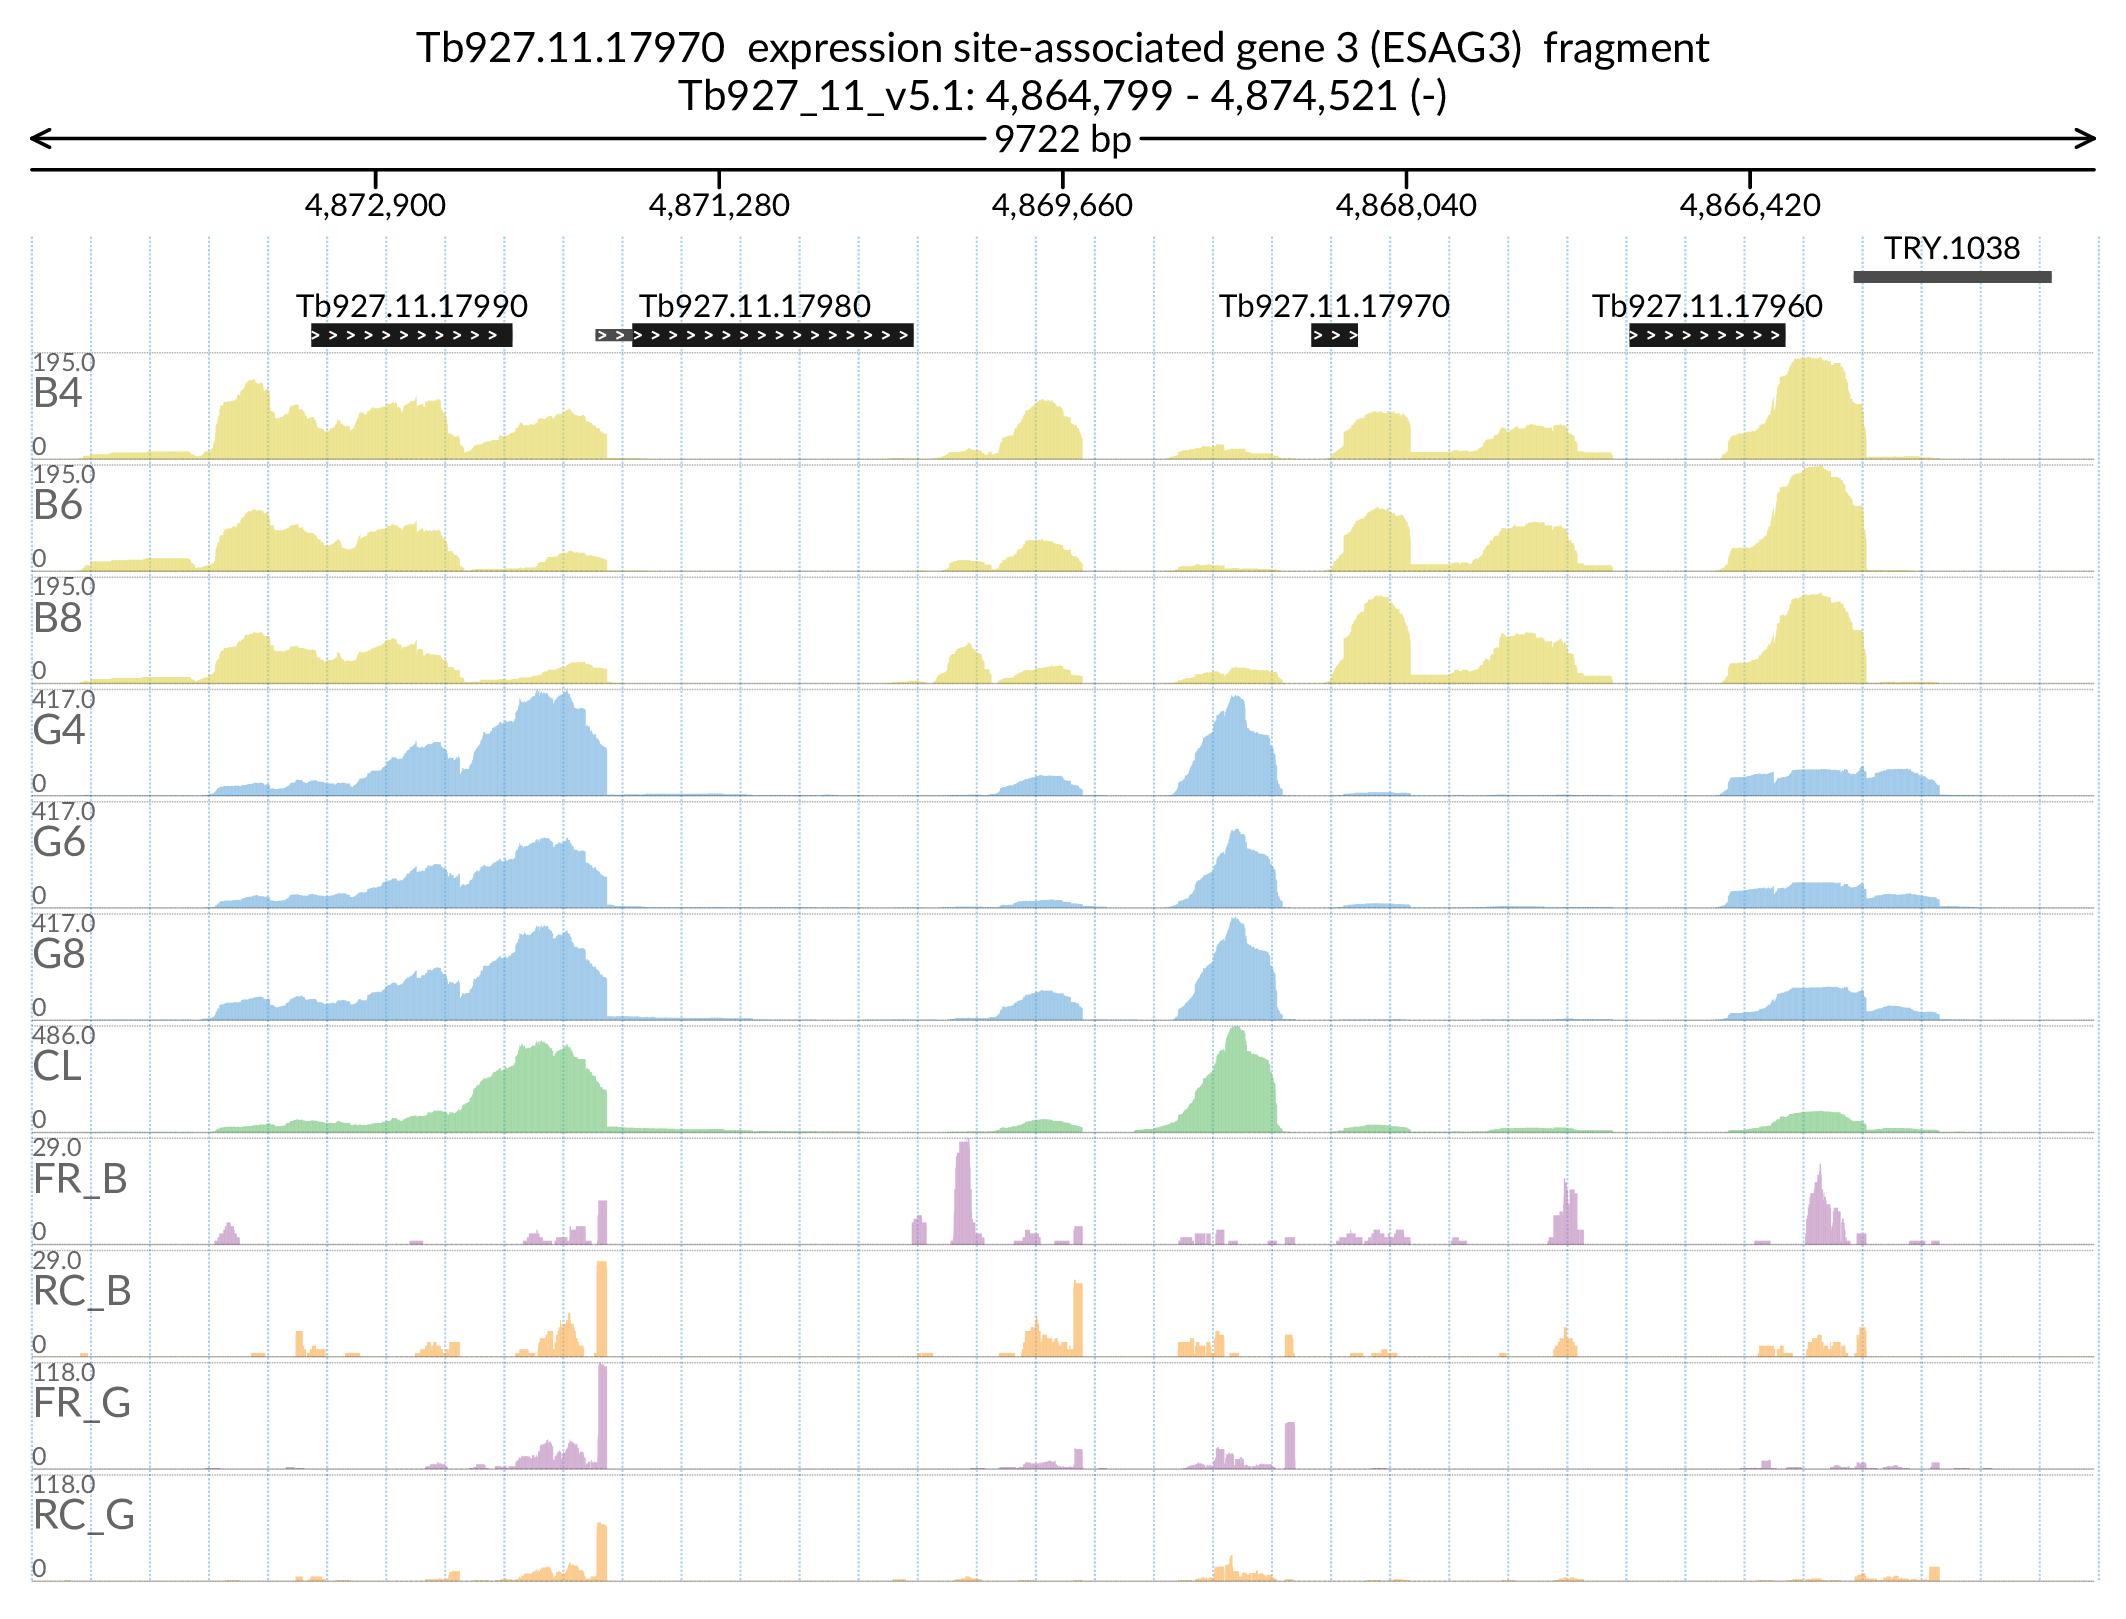 Tb927.11.17970 expression site-associated gene 3 (ESAG3) fragment
Tb927_11_v5.1: 4,864,799 - 4,874,521 (-)
9722 bp
4,872,900 4,871,280 4,869,660 4,868,040 4,866,420
TRY.1038
Tb927.11.17990 Tb927.11.17980 Tb927.11.17970 Tb927.11.17960
195.0
B4
0
195.0
B6
0
195.0
B8
0
417.0
G4
0
417.0
G6
0
417.0
G8
0
486.0
CL
0
29.0
FR_B
0
29.0
RC_B
0
118.0
FR_G
0
118.0
RC_G
0